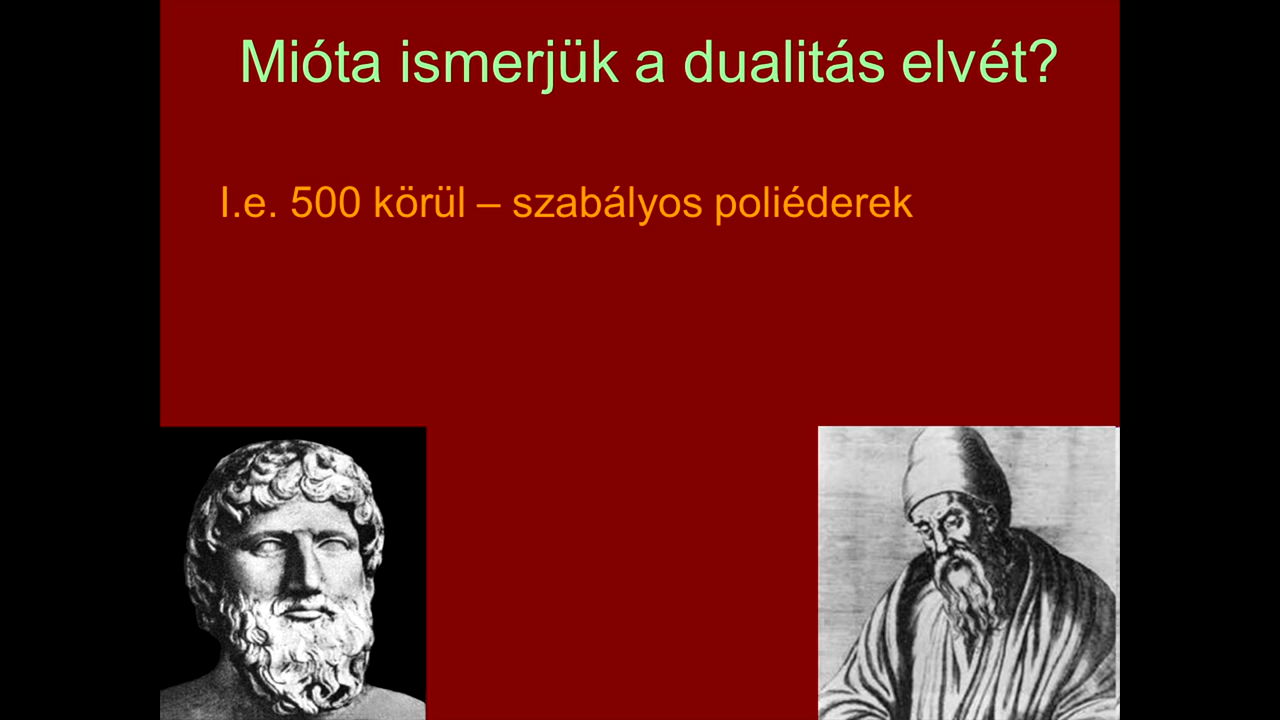 Mióta ismerjük a dualitás elvét?
I.e. 500 körül – szabályos poliéderek